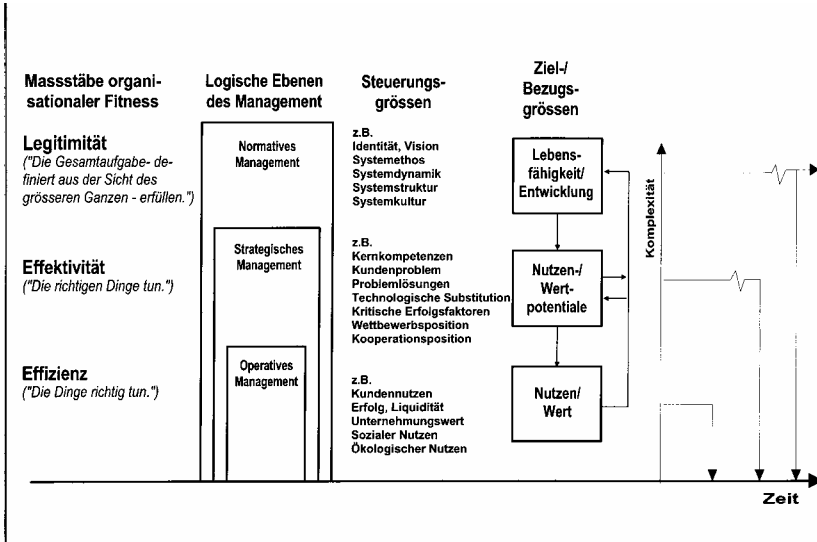 Massstäbe organi-
sationaler Fitness
Logische Ebenen
des Management
Steuerungs-
grössen
Ziel-/
Bezugs-
grössen
Legitimität
("Die Gesamtaufgabe- de-
finiert aus der Sicht des
grösseren Ganzen - erfüllen.")
Normatives
Management
z.B.
Identität, Vision
Systemethos
Systemdynamik
Systemstruktur
Systemkultur
Lebens-
fähigkeit/
Entwicklung
Effektivität
("Die richtigen Dinge tun.")
Strategisches
Management
z.B.
Kernkompetenzen
Kundenproblem
Problemlösungen
Technologische Substitution
Kritische Erfolgsfaktoren
Wettbewerbsposition
Kooperationsposition
Nutzen-/
Wert-
potentiale
Effizienz
("Die Dinge richtig tun.")
Operatives
Management
z.B.
Kundennutzen
Erfolg, Liquidität
Unternehmungswert
Sozialer Nutzen
Ökologischer Nutzen
Nutzen/
Wert
Komplexität
Zeit